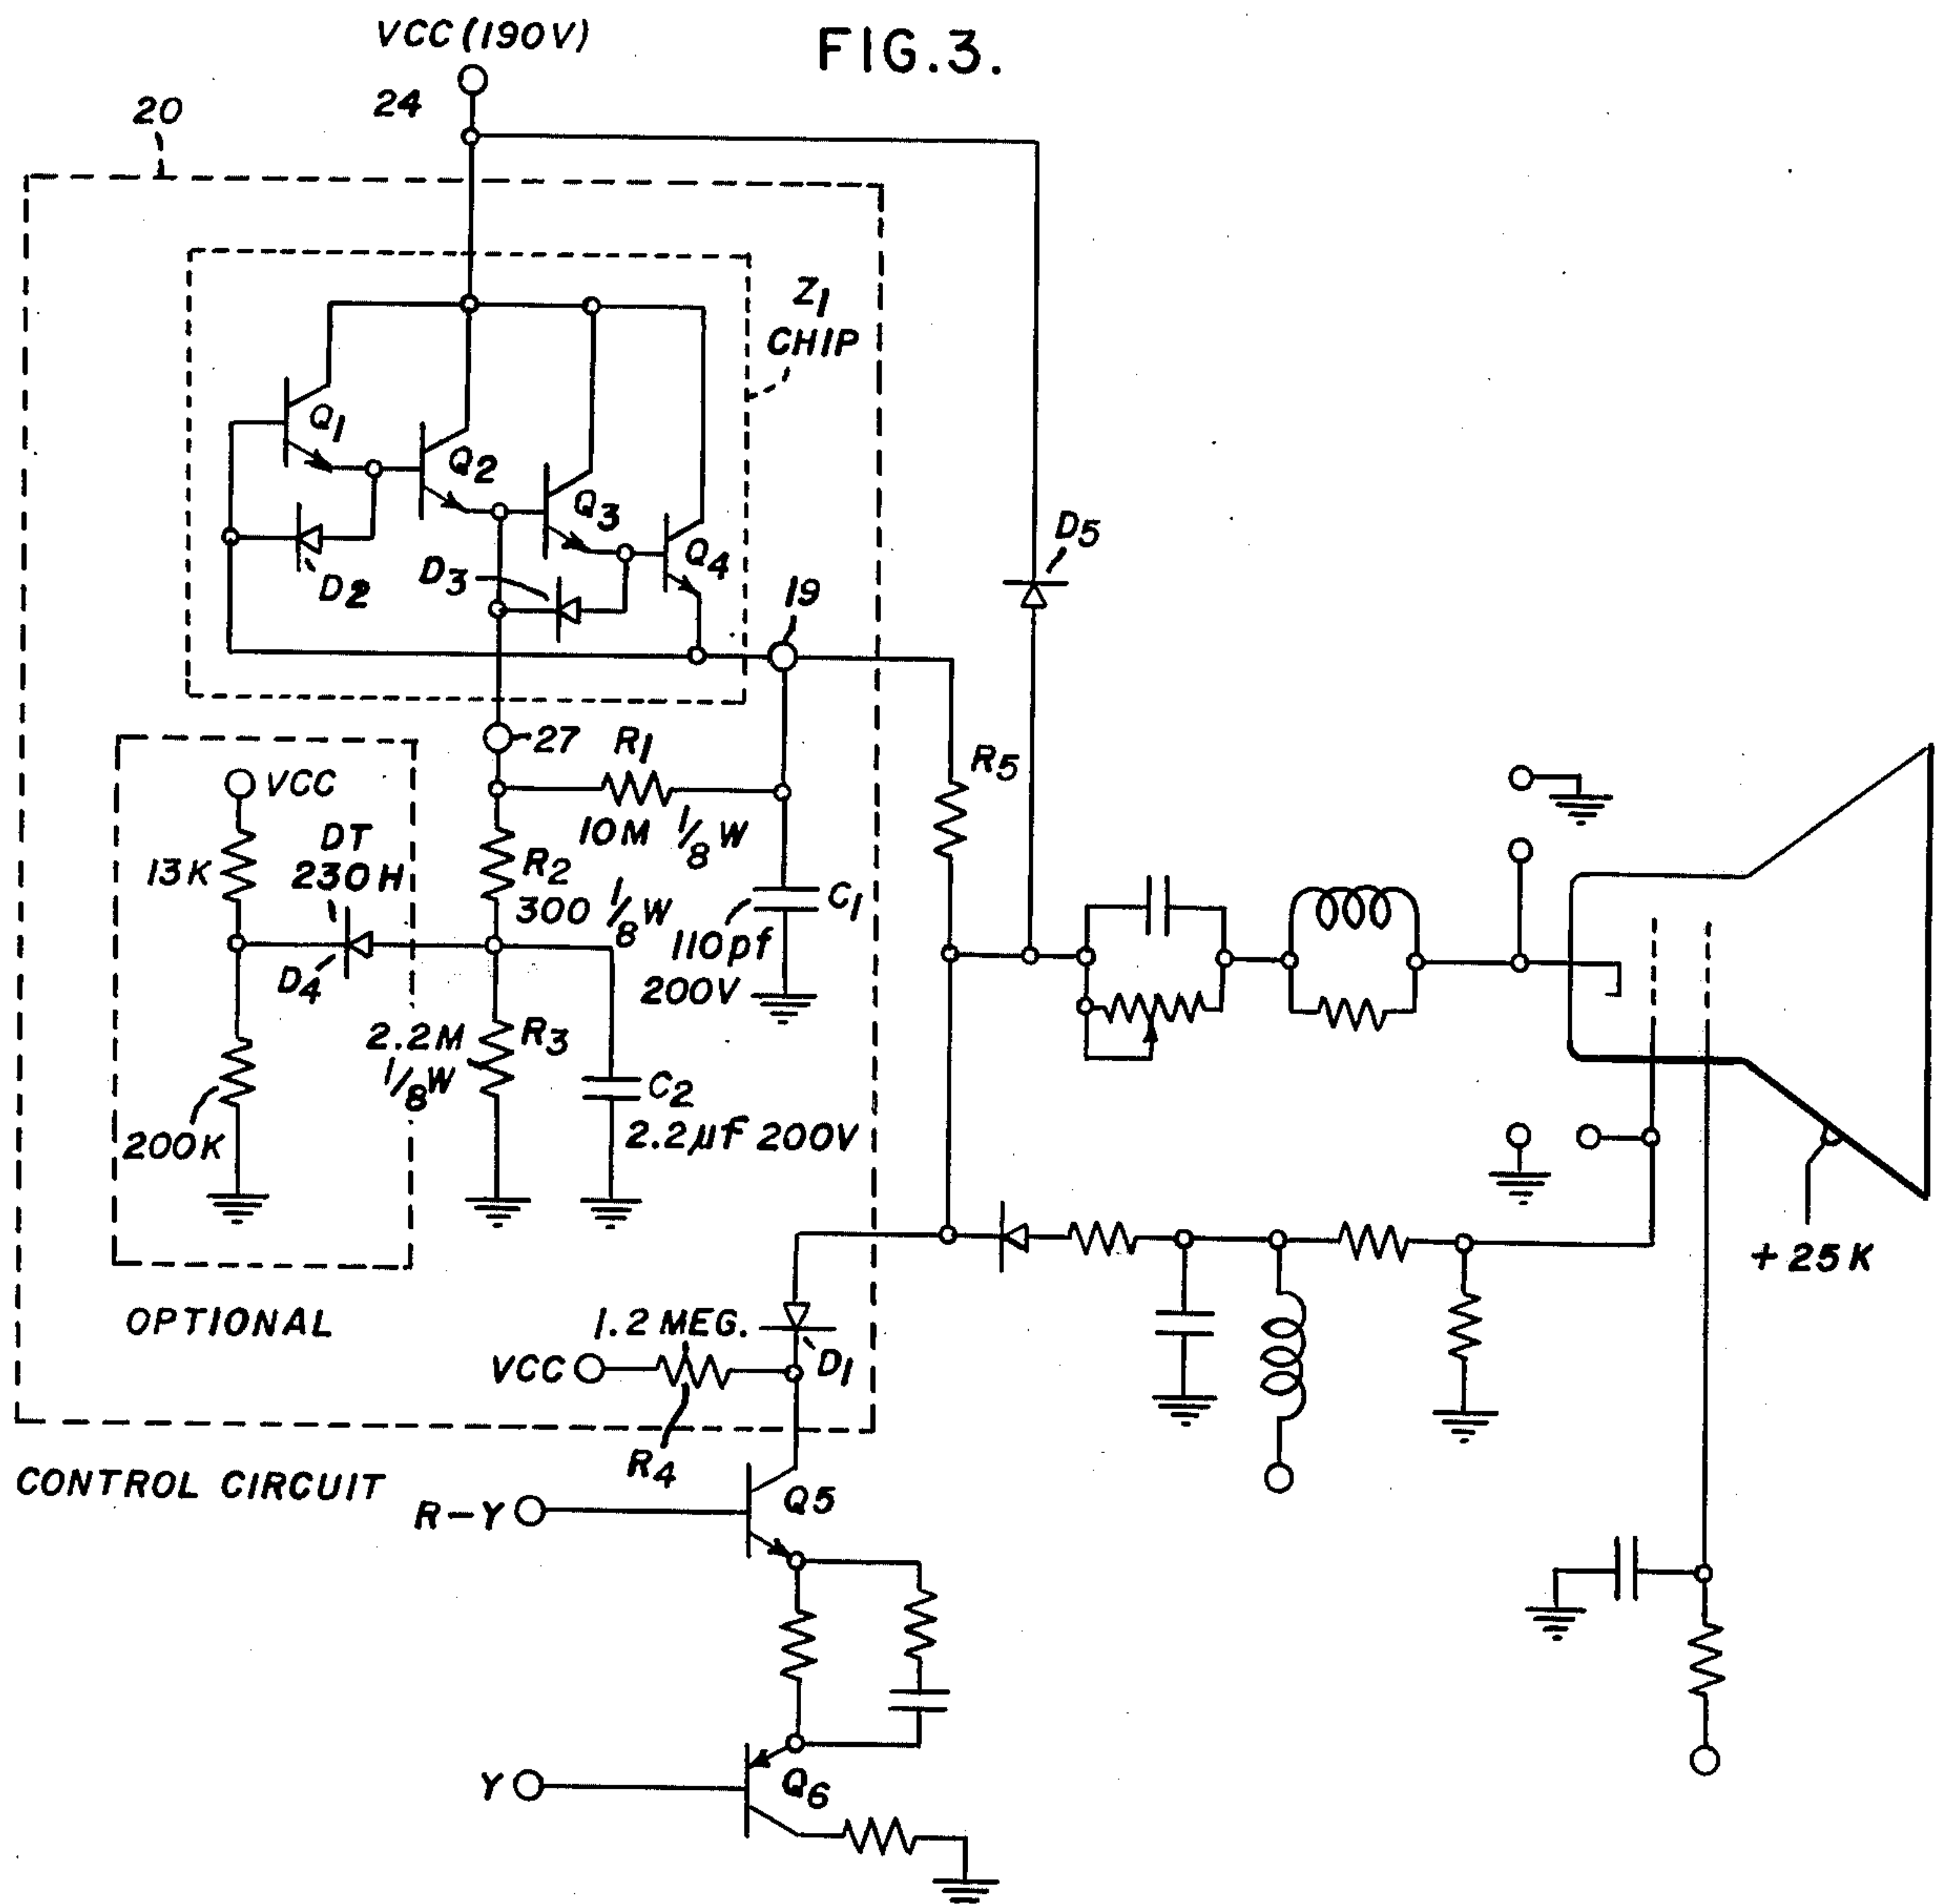 VCC (190V)
FIG.3.
24
20
Z1
CHIP
Q1
Q2
Q3
Q4
D2
D3
D5
19
27
R1
10M 1/8 W
R5
VCC
DT
230H
13K
R2
300 1/8 W
C1
110pf
200V
D4
2.2M
1/8 W
R3
C2
2.2μf 200V
200K
+25K
OPTIONAL
1.2 MEG.
VCC
D1
R4
CONTROL CIRCUIT
R-Y
Q5
Y
Q6